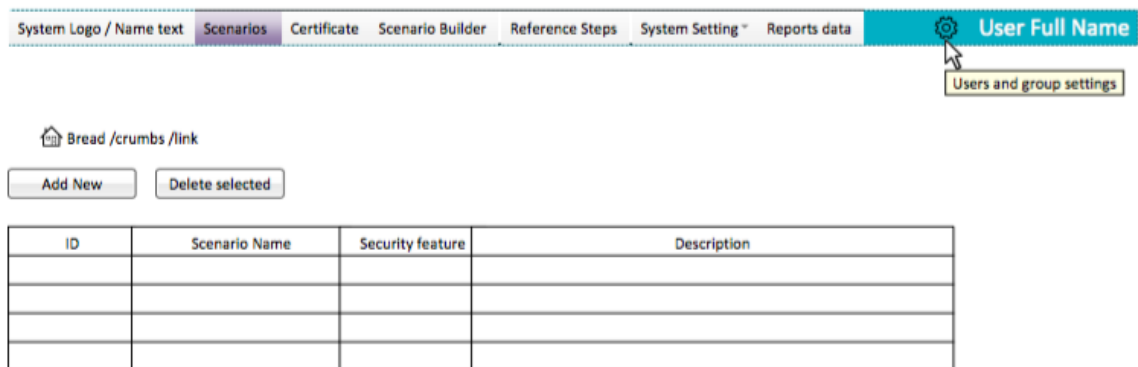 System Logo / Name text Scenarios Certificate Scenario Builder Reference Steps System Setting Reports data User Full Name
Users and group settings
Bread /crumbs /link
Add New Delete selected
ID Scenario Name Security feature Description